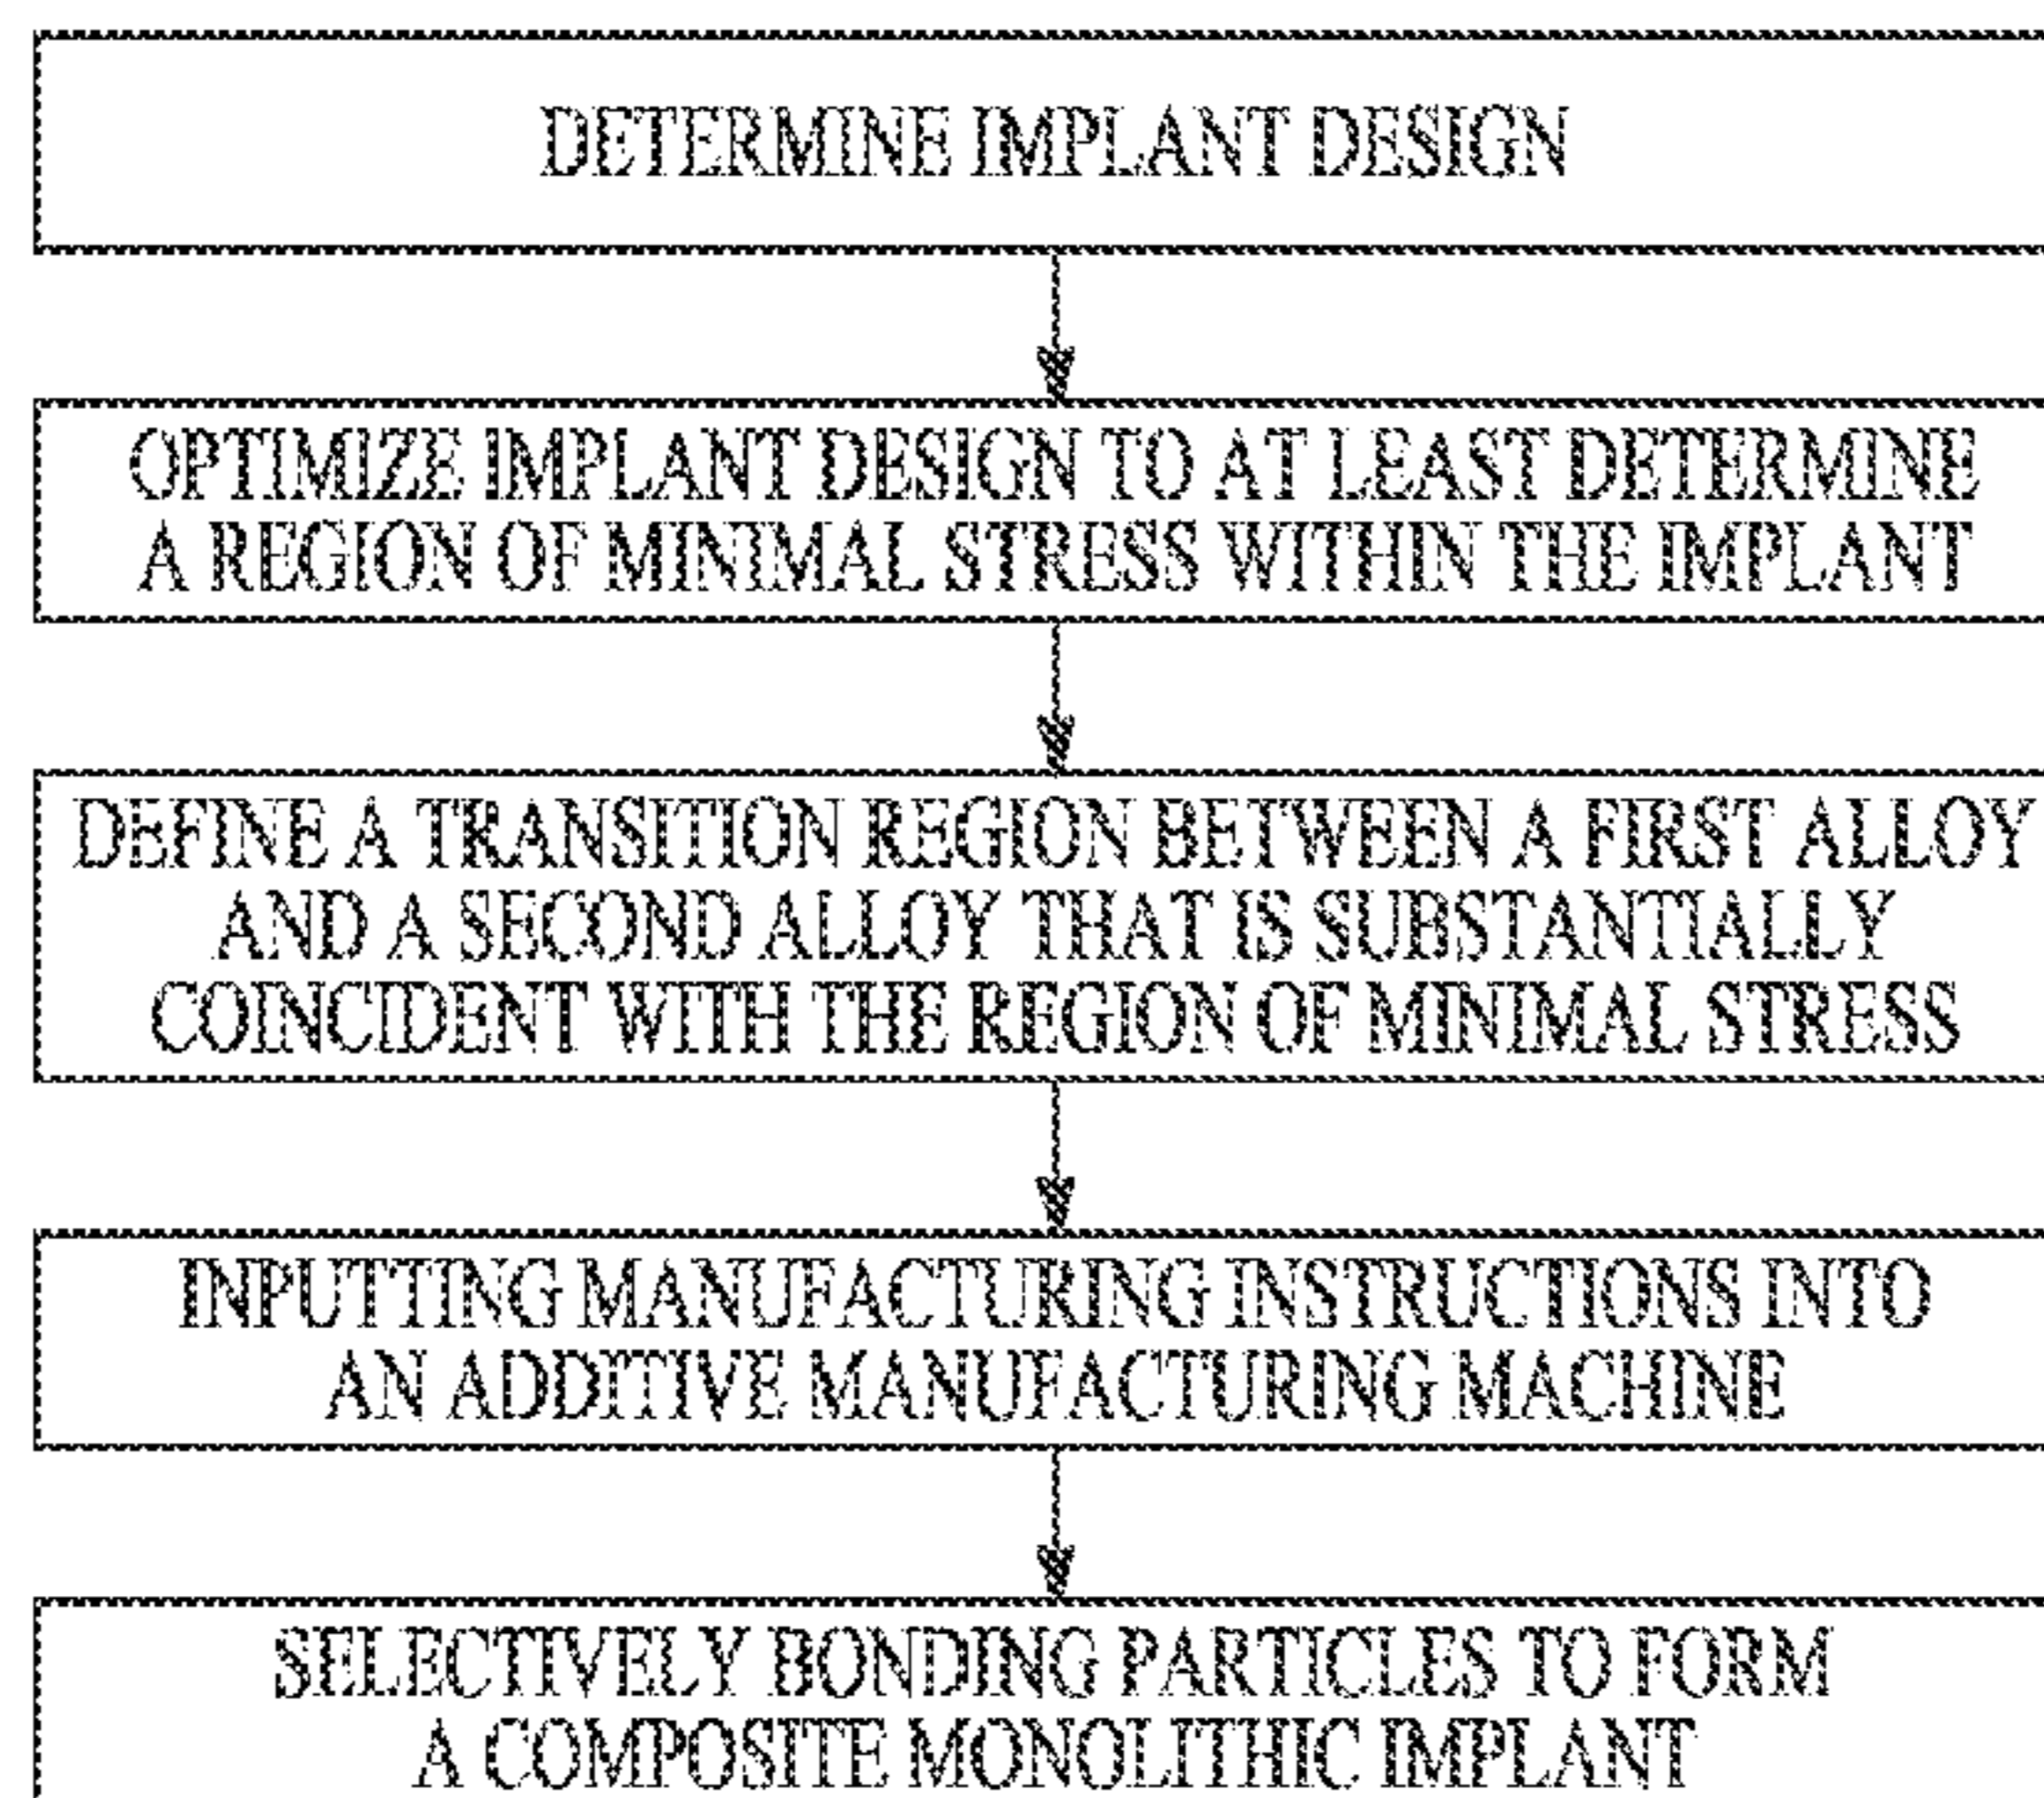 DETERMINE IMPLANT DESIGN
OPTIMIZE IMPLANT DESIGN TO AT LEAST DETERMINE
A REGION OF MINIMAL STRESS WITHIN THE IMPLANT
DEFINE A TRANSITION REGION BETWEEN A FIRST ALLOY
AND A SECOND ALLOY THAT IS SUBSTANTIALLY
COINCIDENT WITH THE REGION OF MINIMAL STRESS
INPUTTING MANUFACTURING INSTRUCTIONS INTO
AN ADDITIVE MANUFACTURING MACHINE
SELECTIVELY BONDING PARTICLES TO FORM
A COMPOSITE MONOLITHIC IMPLANT